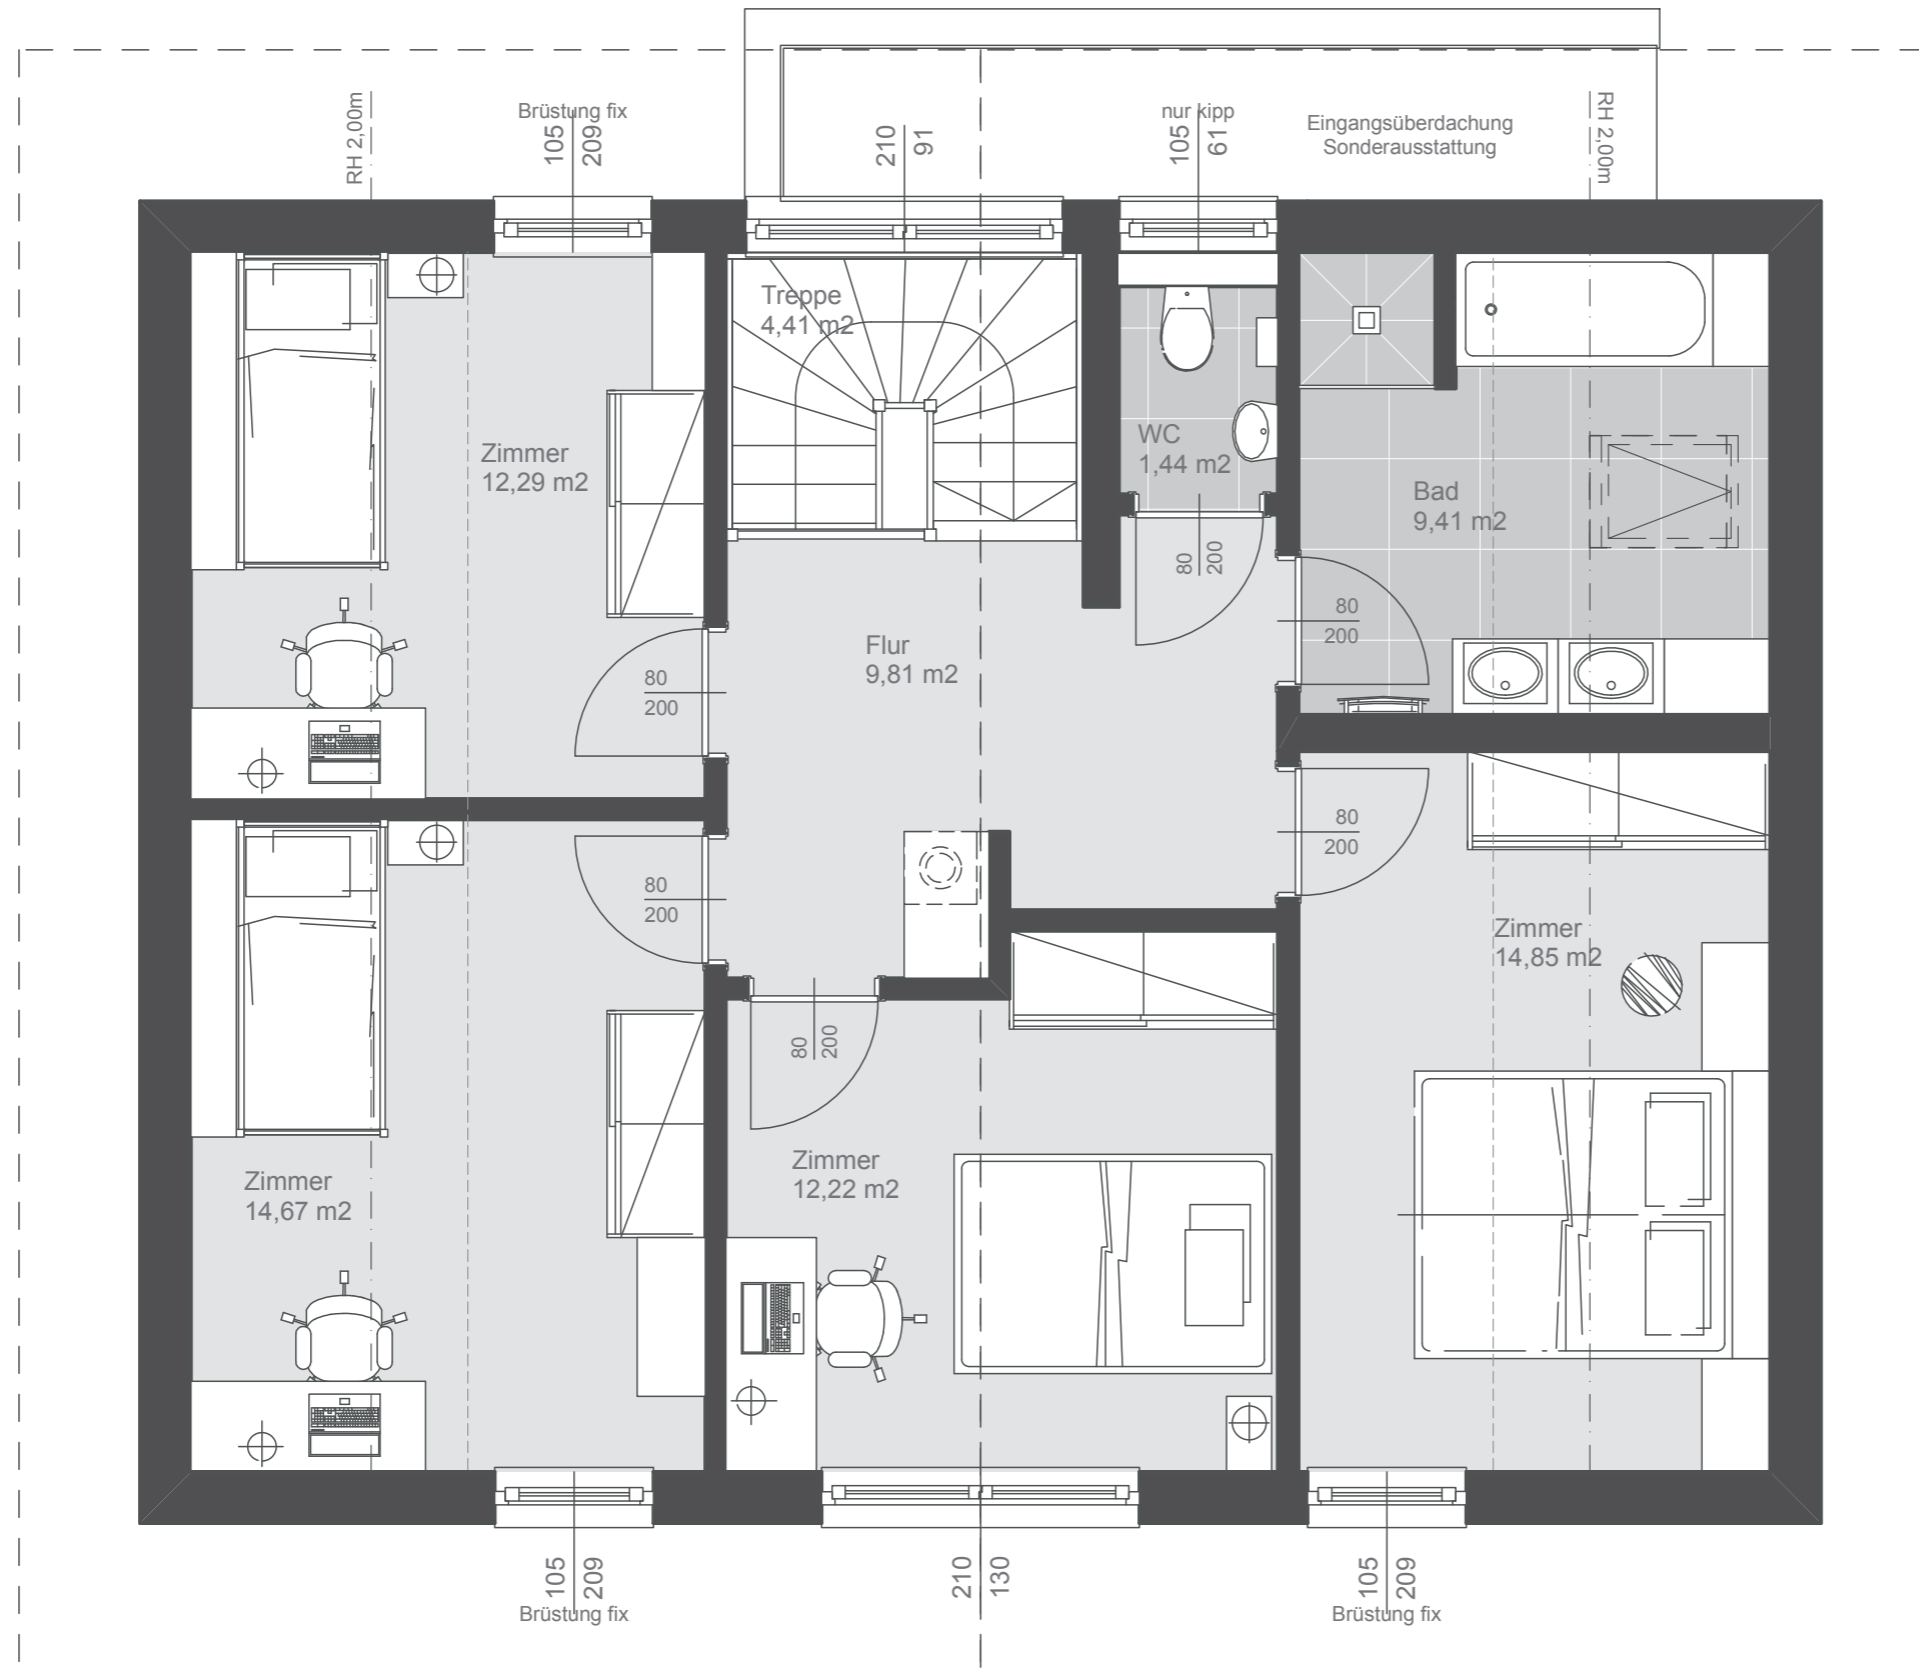 RH 2,00m
Brüstung fix
105
209
210
91
nur kipp
105
61
Eingangsüberdachung
Sonderausstattung
RH 2,00m
Treppe
4,41 m2
Zimmer
12,29 m2
WC
1,44 m2
Bad
9,41 m2
80
200
80
200
Flur
9,81 m2
80
200
80
200
80
200
Zimmer
14,85 m2
80
200
Zimmer
14,67 m2
Zimmer
12,22 m2
105
209
Brüstung fix
210
130
105
209
Brüstung fix